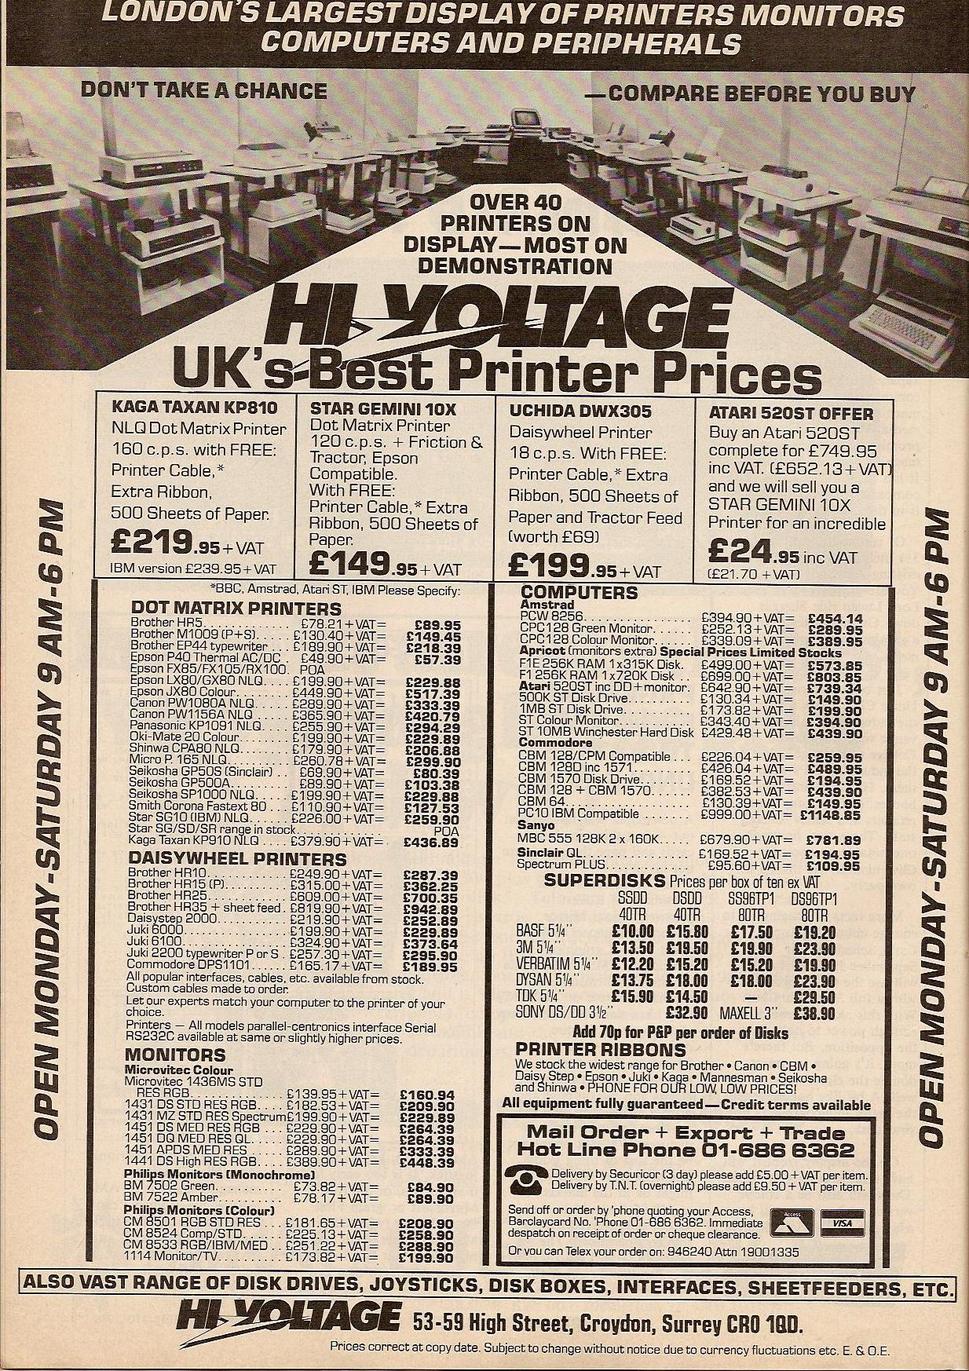 LONDON'S LARGEST DISPLAY OF PRINTERS MONITORS
COMPUTERS AND PERIPHERALS
DON'T TAKE A CHANCE
—COMPARE BEFORE YOU BUY
OVER 40
PRINTERS ON
DISPLAY—MOST ON
DEMONSTRATION
HI VOLTAGE
UK's Best Printer Prices
KAGA TAXAN KP810
NLQ Dot Matrix Printer
160 c.p.s. with FREE:
Printer Cable,*
Extra Ribbon,
500 Sheets of Paper.
£219.95+VAT
IBM version £239.95+VAT
STAR GEMINI 10X
Dot Matrix Printer
120 c.p.s. + Friction &
Tractor, Epson
Compatible.
With FREE:
Printer Cable,* Extra
Ribbon, 500 Sheets of
Paper.
£149.95+VAT
UCHIDA DWX305
Daisywheel Printer
18 c.p.s. With FREE:
Printer Cable,* Extra
Ribbon, 500 Sheets of
Paper and Tractor Feed
(worth £69)
£199.95+VAT
ATARI 520ST OFFER
Buy an Atari 520ST
complete for £749.95
inc VAT. (£652.13+VAT)
and we will sell you a
STAR GEMINI 10X
Printer for an incredible
£24.95 inc VAT
(£21.70 +VAT)
OPEN MONDAY-SATURDAY 9 AM-6 PM
*BBC, Amstrad, Atari ST, IBM Please Specify:
DOT MATRIX PRINTERS
Brother HR5 £78.21+VAT= £89.95
Brother M1009 (P+S) £130.40+VAT= £149.45
Brother EP44 typewriter £189.90+VAT= £218.39
Epson P40 Thermal AC/DC £49.90+VAT= £57.39
Epson FX85/FX105/RX100 POA
Epson LX80/GX80 NLQ £199.90+VAT= £229.88
Epson JX80 Colour £449.90+VAT= £517.39
Canon PW1080A NLQ £289.90+VAT= £333.39
Canon PW1156A NLQ £365.90+VAT= £420.79
Panasonic KP1091 NLQ £255.90+VAT= £294.29
Oki-Mate 20 Colour £199.90+VAT= £229.89
Shinwa CPA80 NLQ £179.90+VAT= £206.88
Micro P. 165 NLQ £260.78+VAT= £299.90
Seikosha GP50S (Sinclair) £69.90+VAT= £80.39
Seikosha GP500A £89.90+VAT= £103.38
Seikosha SP1000 NLQ £199.90+VAT= £229.88
Smith Corona Fastext 80 £110.90+VAT= £127.53
Star SG10 (IBM) NLQ £226.00+VAT= £259.90
Star SG/SD/SR range in stock POA
Kaga Taxan KP910 NLQ £379.90+VAT= £436.89
DAISYWHEEL PRINTERS
Brother HR10 £249.90+VAT= £287.39
Brother HR15 (P) £315.00+VAT= £362.25
Brother HR25 £609.00+VAT= £700.35
Brother HR35 + sheet feed £819.90+VAT= £942.89
Daisystep 2000 £219.90+VAT= £252.89
Juki 6000 £199.90+VAT= £229.89
Juki 6100 £324.90+VAT= £373.64
Juki 2200 typewriter P or S £257.30+VAT= £295.90
Commodore DPS1101 £165.17+VAT= £189.95
All popular interfaces, cables, etc. available from stock.
Custom cables made to order.
Let our experts match your computer to the printer of your
choice.
Printers — All models parallel-centronics interface Serial
RS232C available at same or slightly higher prices.
MONITORS
Microvitec Colour
Microvitec 1436MS STD
RES RGB £139.95+VAT= £160.94
1431 DS STD RES RGB £182.53+VAT= £209.90
1431 MZ STD RES Spectrum £199.90+VAT= £229.89
1451 DS MED RES RGB £229.90+VAT= £264.39
1451 DQ MED RES QL £229.90+VAT= £264.39
1451 APDS MED RES £289.90+VAT= £333.39
1441 DS High RES RGB £389.90+VAT= £448.39
Philips Monitors (Monochrome)
BM 7502 Green £73.82+VAT= £84.90
BM 7522 Amber £78.17+VAT= £89.90
Philips Monitors (Colour)
CM 8501 RGB STD RES £181.65+VAT= £208.90
CM 8524 Comp/STD £225.13+VAT= £258.90
CM 8533 RGB/IBM/MED £251.22+VAT= £288.90
1114 Monitor/TV £173.82+VAT= £199.90
COMPUTERS
Amstrad
PCW 8256 £394.90+VAT= £454.14
CPC128 Green Monitor £252.13+VAT= £289.95
CPC128 Colour Monitor £339.09+VAT= £389.95
Apricot (monitors extra) Special Prices Limited Stocks
F1E 256K RAM 1x315K Disk. £499.00+VAT= £573.85
F1 256K RAM 1x720K Disk £699.00+VAT= £803.85
Atari 520ST inc DD+monitor. £642.90+VAT= £739.34
500K ST Disk Drive £130.34+VAT= £149.90
1MB ST Disk Drive £173.82+VAT= £199.90
ST Colour Monitor £343.40+VAT= £394.90
ST 10MB Winchester Hard Disk £429.48+VAT= £439.90
Commodore
CBM 128/CPM Compatible £226.04+VAT= £259.95
CBM 128D inc 1571 £426.04+VAT= £489.95
CBM 1570 Disk Drive £169.52+VAT= £194.95
CBM 128 + CBM 1570 £382.53+VAT= £439.90
CBM 64 £130.39+VAT= £149.95
PC10 IBM Compatible £999.00+VAT= £1148.85
Sanyo
MBC 555 128K 2 x 160K £679.90+VAT= £781.89
Sinclair QL £169.52+VAT= £194.95
Spectrum PLUS £95.60+VAT= £109.95
SUPERDISKS Prices per box of ten ex VAT
SSDD DSDD SS96TP1 DS96TP1
40TR 40TR 80TR 80TR
BASF 5¼" £10.00 £15.80 £17.50 £19.20
3M 5¼" £13.50 £19.50 £19.90 £23.90
VERBATIM 5¼" £12.20 £15.20 £15.20 £19.90
DYSAN 5¼" £13.75 £18.00 £18.00 £23.90
TDK 5¼" £15.90 £14.50 — £29.50
SONY DS/DD 3½" £32.90 MAXELL 3" £38.90
Add 70p for P&P per order of Disks
PRINTER RIBBONS
We stock the widest range for Brother • Canon • CBM •
Daisy Step • Epson • Juki • Kaga • Mannesman • Seikosha
and Shinwa • PHONE FOR OUR LOW, LOW PRICES!
All equipment fully guaranteed—Credit terms available
Mail Order + Export + Trade
Hot Line Phone 01-686 6362
Delivery by Securicor (3 day) please add £5.00 +VAT per item.
Delivery by T.N.T. (overnight) please add £9.50 +VAT per item.
Send off or order by 'phone quoting your Access,
Barclaycard No. 'Phone 01-686 6362. Immediate
despatch on receipt of order or cheque clearance.
Access
VISA
Or you can Telex your order on: 946240 Attn 19001335
OPEN MONDAY-SATURDAY 9 AM-6 PM
ALSO VAST RANGE OF DISK DRIVES, JOYSTICKS, DISK BOXES, INTERFACES, SHEETFEEDERS, ETC.
HI VOLTAGE 53-59 High Street, Croydon, Surrey CR0 1QD.
Prices correct at copy date. Subject to change without notice due to currency fluctuations etc. E. & O.E.